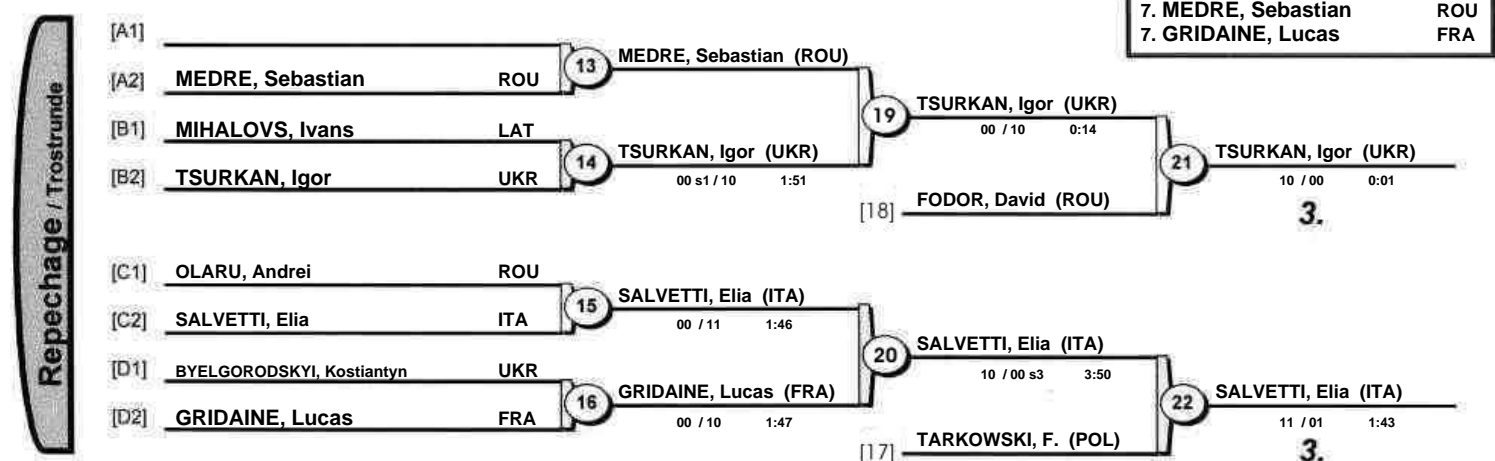 7. MEDRE, Sebastian ROU
7. GRIDAINE, Lucas FRA
Repechage / Trostrunde
[A1]
[A2] MEDRE, Sebastian ROU
13
MEDRE, Sebastian (ROU)
[B1] MIHALOVS, Ivans LAT
[B2] TSURKAN, Igor UKR
14
TSURKAN, Igor (UKR)
00 s1 / 10 1:51
19
TSURKAN, Igor (UKR)
00 / 10 0:14
[18] FODOR, David (ROU)
21
TSURKAN, Igor (UKR)
10 / 00 0:01
3.
[C1] OLARU, Andrei ROU
[C2] SALVETTI, Elia ITA
15
SALVETTI, Elia (ITA)
00 / 11 1:46
[D1] BYELGORODSKYI, Kostiantyn UKR
[D2] GRIDAINE, Lucas FRA
16
GRIDAINE, Lucas (FRA)
00 / 10 1:47
20
SALVETTI, Elia (ITA)
10 / 00 s3 3:50
[17] TARKOWSKI, F. (POL)
22
SALVETTI, Elia (ITA)
11 / 01 1:43
3.